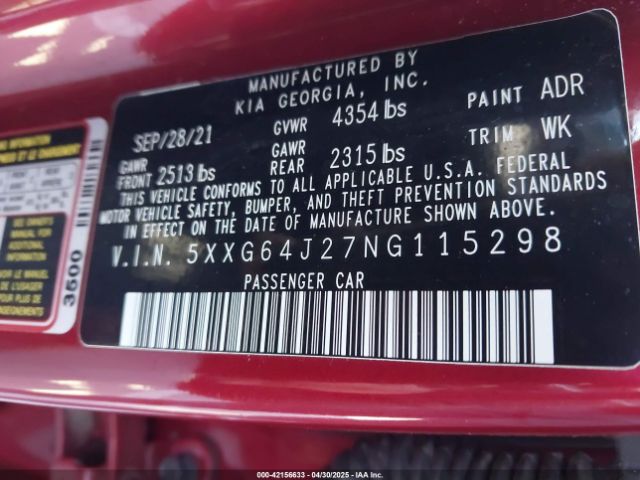 MANUFACTURED BY
KIA GEORGIA, INC.
SEP/28/21 GVWR 4354 lbs PAINT ADR
GAWR FRONT 2513 lbs GAWR REAR 2315 lbs TRIM WK
THIS VEHICLE CONFORMS TO ALL APPLICABLE U.S.A. FEDERAL
MOTOR VEHICLE SAFETY, BUMPER, AND THEFT PREVENTION STANDARDS
IN EFFECT ON THE DATE OF MANUFACTURE SHOWN ABOVE.
V.I.N. 5XXG64J27NG115298
PASSENGER CAR
3500
000-42156633 - 04/30/2025 - IAA Inc.